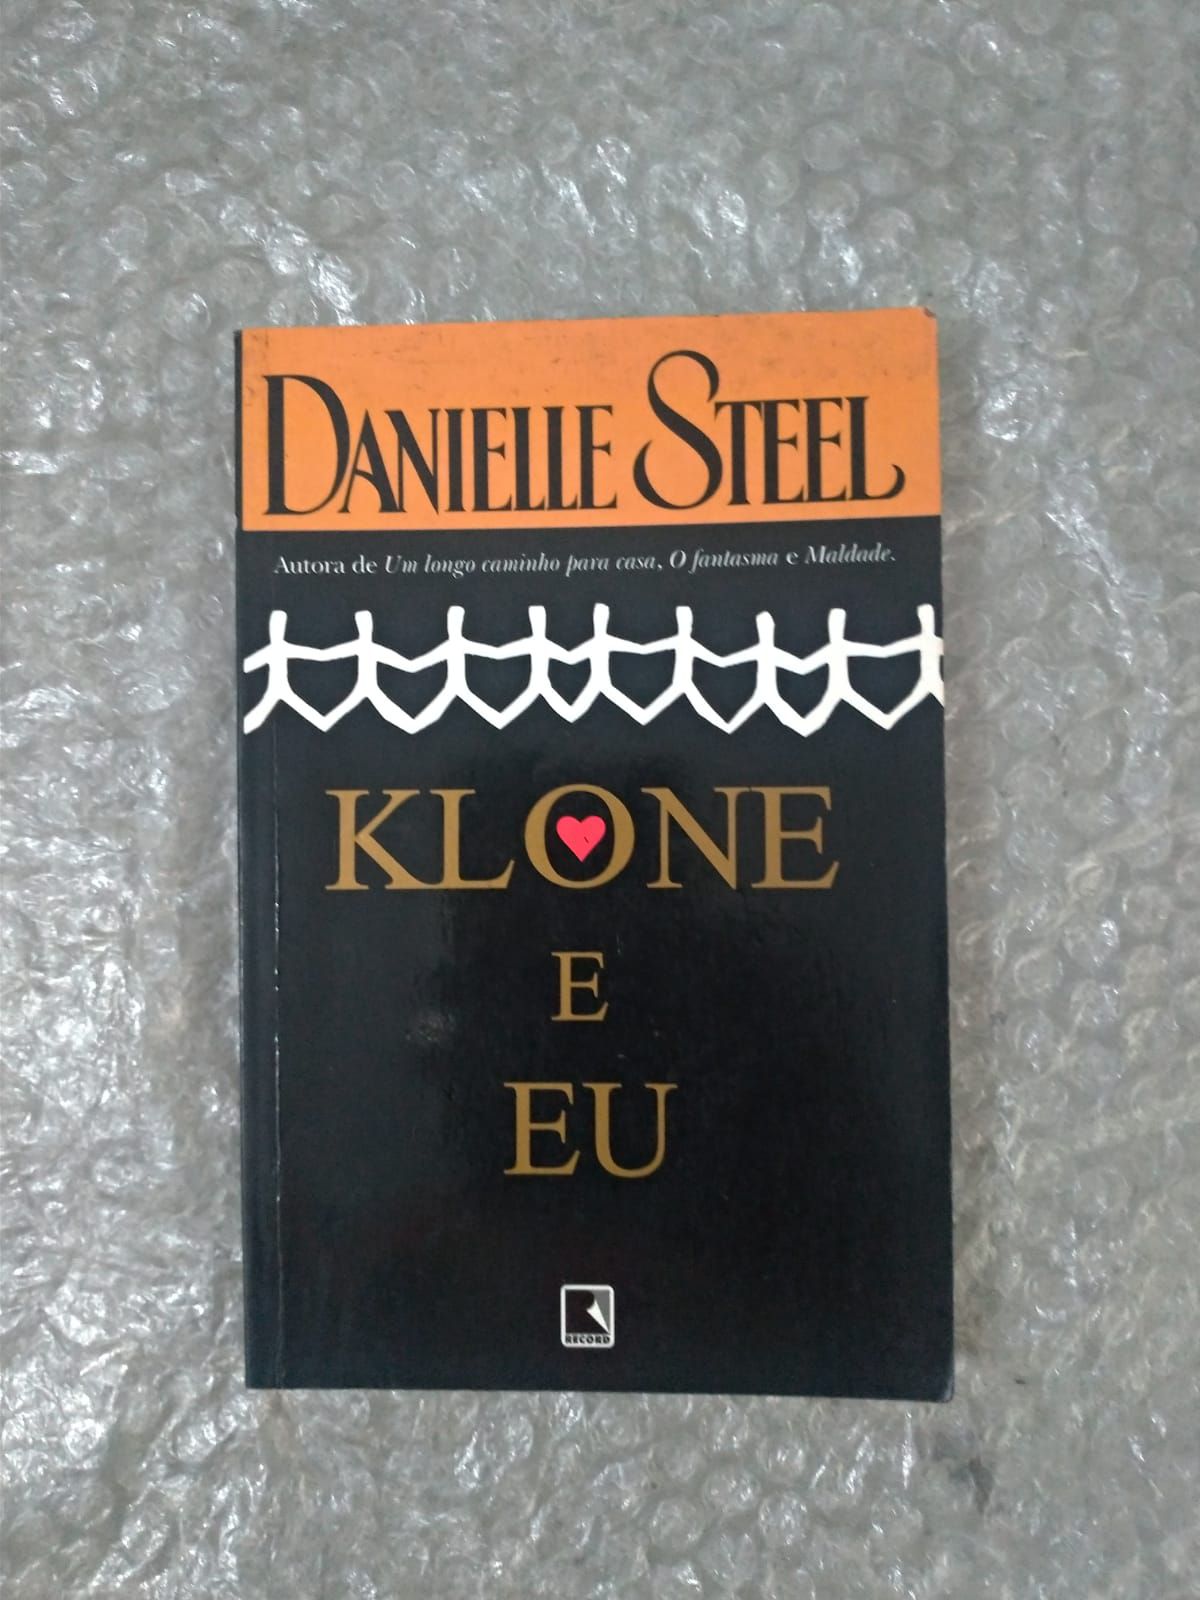 DANIELLE STEEL
Autora de Um longo caminho para casa, O fantasma e Maldade.
KLONE
E
EU
RECORD